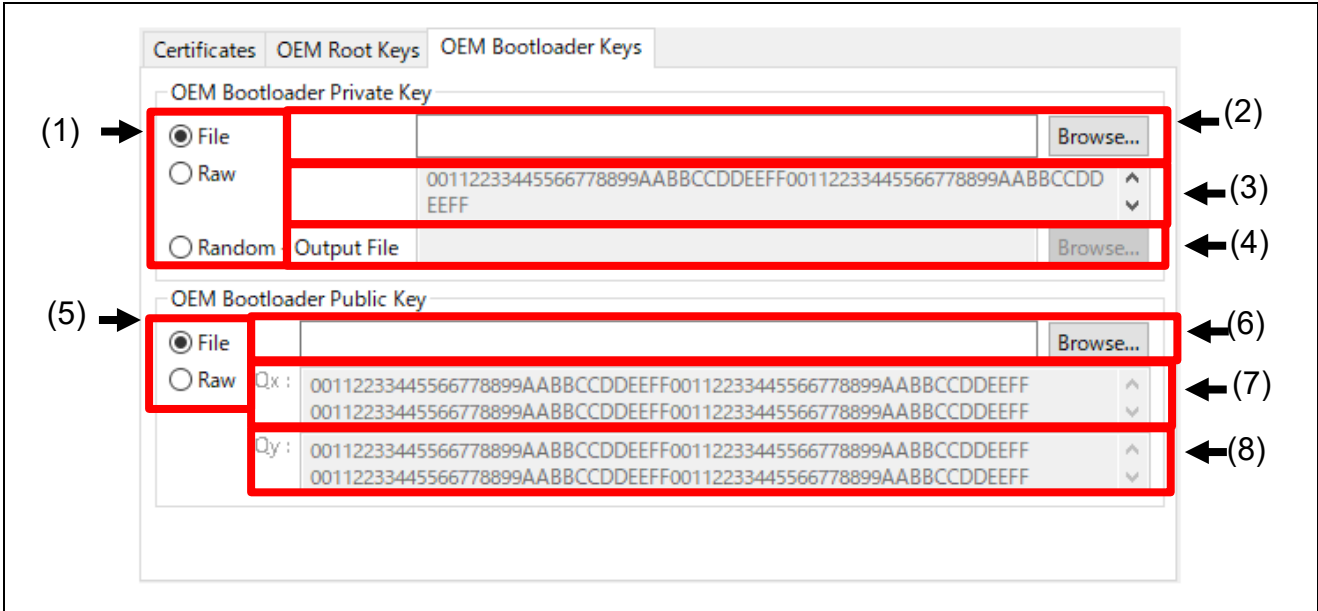 Certificates OEM Root Keys OEM Bootloader Keys
OEM Bootloader Private Key
(1) File Browse... (2)
Raw 00112233445566778899AABBCCDDEEFF00112233445566778899AABBCCDD (3)
EEFF
Random - Output File Browse... (4)
OEM Bootloader Public Key
(5) File Browse... (6)
Raw Qx : 00112233445566778899AABBCCDDEEFF00112233445566778899AABBCCDDEEFF (7)
00112233445566778899AABBCCDDEEFF00112233445566778899AABBCCDDEEFF
Qy : 00112233445566778899AABBCCDDEEFF00112233445566778899AABBCCDDEEFF (8)
00112233445566778899AABBCCDDEEFF00112233445566778899AABBCCDDEEFF